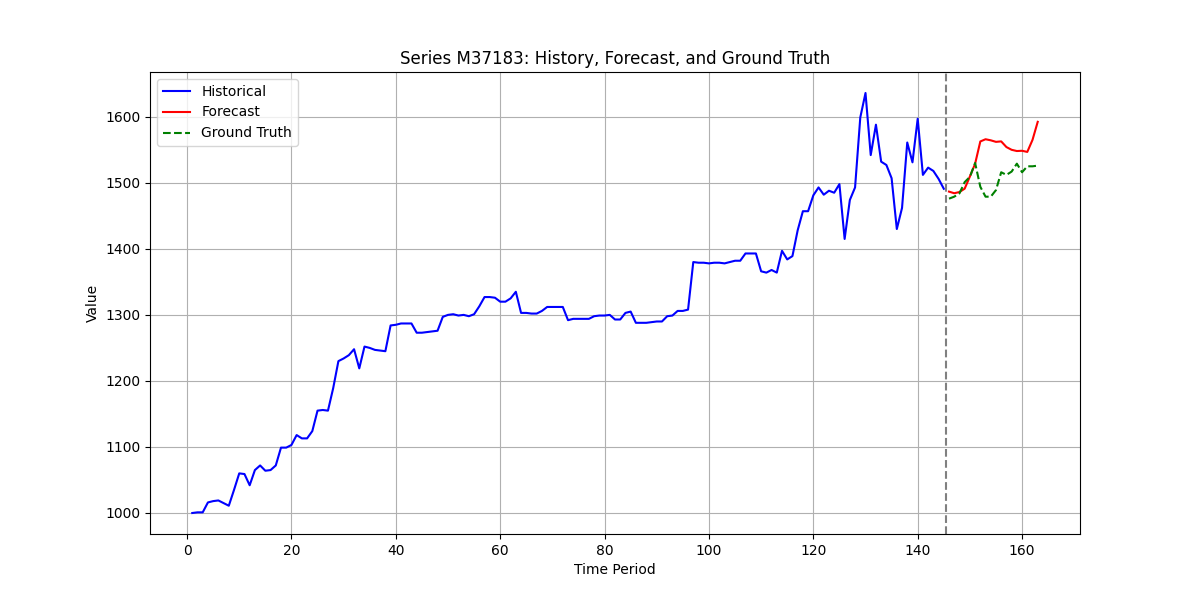 Series M37183: History, Forecast, and Ground Truth
Historical
Forecast
Ground Truth
1600
1500
1400
1300
1200
1100
1000
Value
0 20 40 60 80 100 120 140 160
Time Period